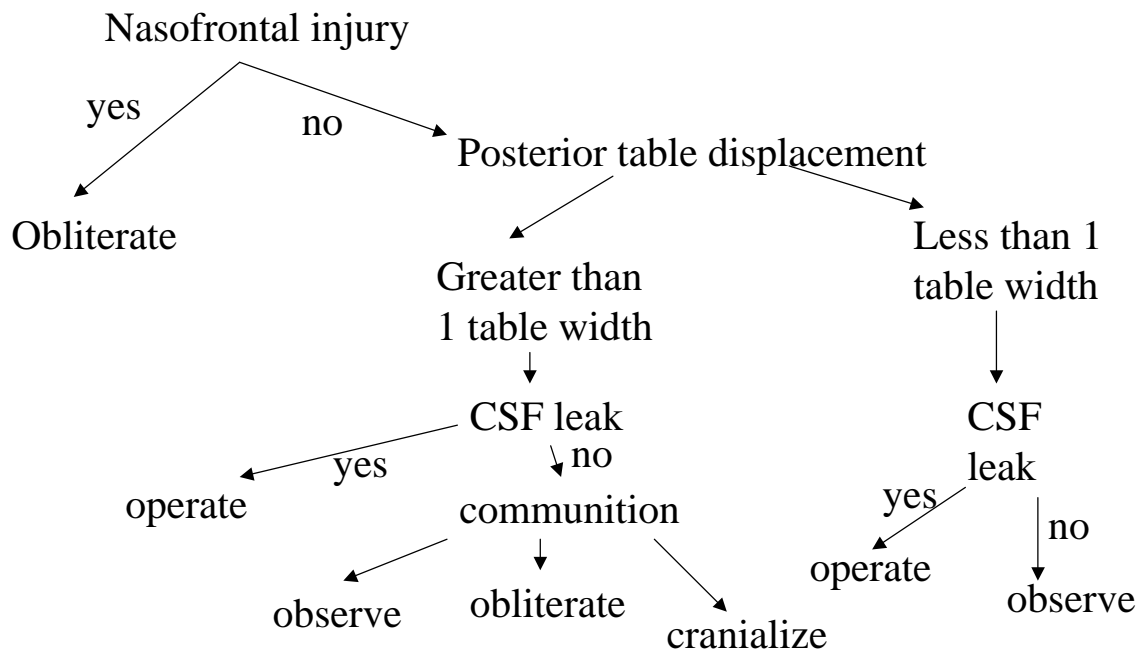 Nasofrontal injury
yes
no
Posterior table displacement
Obliterate
Less than 1
table width
Greater than
1 table width
CSF leak
CSF
leak
yes
no
operate
communition
yes
no
operate
observe
obliterate
cranialize
observe